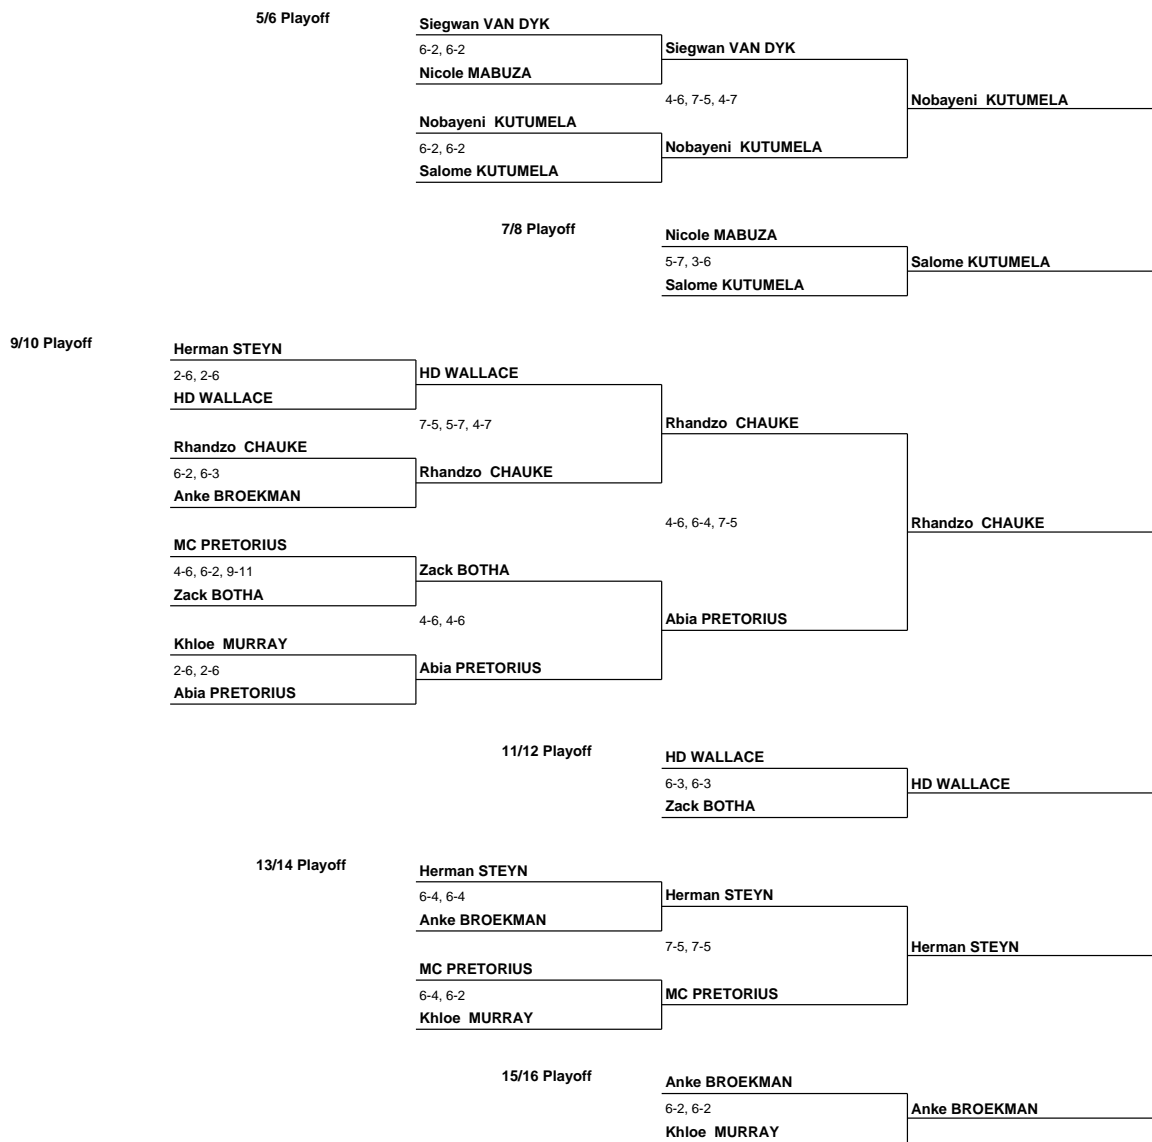 5/6 Playoff
Siegwan VAN DYK
6-2, 6-2
Siegwan VAN DYK
Nicole MABUZA
4-6, 7-5, 4-7
Nobayeni KUTUMELA
Nobayeni KUTUMELA
6-2, 6-2
Nobayeni KUTUMELA
Salome KUTUMELA
7/8 Playoff
Nicole MABUZA
5-7, 3-6
Salome KUTUMELA
Salome KUTUMELA
9/10 Playoff
Herman STEYN
2-6, 2-6
HD WALLACE
HD WALLACE
7-5, 5-7, 4-7
Rhandzo CHAUKE
Rhandzo CHAUKE
6-2, 6-3
Rhandzo CHAUKE
Anke BROEKMAN
4-6, 6-4, 7-5
Rhandzo CHAUKE
MC PRETORIUS
4-6, 6-2, 9-11
Zack BOTHA
Zack BOTHA
4-6, 4-6
Abia PRETORIUS
Khloe MURRAY
2-6, 2-6
Abia PRETORIUS
Abia PRETORIUS
11/12 Playoff
HD WALLACE
6-3, 6-3
HD WALLACE
Zack BOTHA
13/14 Playoff
Herman STEYN
6-4, 6-4
Herman STEYN
Anke BROEKMAN
7-5, 7-5
Herman STEYN
MC PRETORIUS
6-4, 6-2
MC PRETORIUS
Khloe MURRAY
15/16 Playoff
Anke BROEKMAN
6-2, 6-2
Anke BROEKMAN
Khloe MURRAY